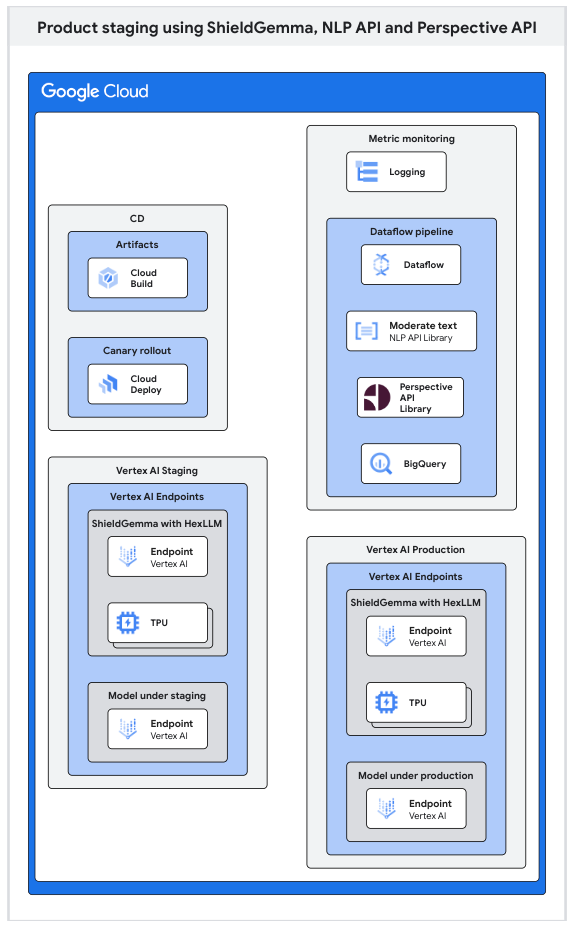 Product staging using ShieldGemma, NLP API and Perspective API
Google Cloud
CD
Artifacts
Cloud
Build
Canary rollout
Cloud
Deploy
Vertex AI Staging
Vertex AI Endpoints
ShieldGemma with HexLLM
Endpoint
Vertex AI
TPU
Model under staging
Endpoint
Vertex AI
Metric monitoring
Logging
Dataflow pipeline
Dataflow
Moderate text
NLP API Library
Perspective
API
Library
BigQuery
Vertex AI Production
Vertex AI Endpoints
ShieldGemma with HexLLM
Endpoint
Vertex AI
TPU
Model under production
Endpoint
Vertex AI